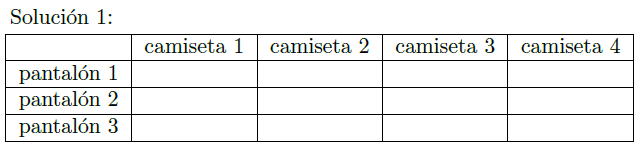 Solución 1:
camiseta 1 camiseta 2 camiseta 3 camiseta 4
pantalón 1
pantalón 2
pantalón 3